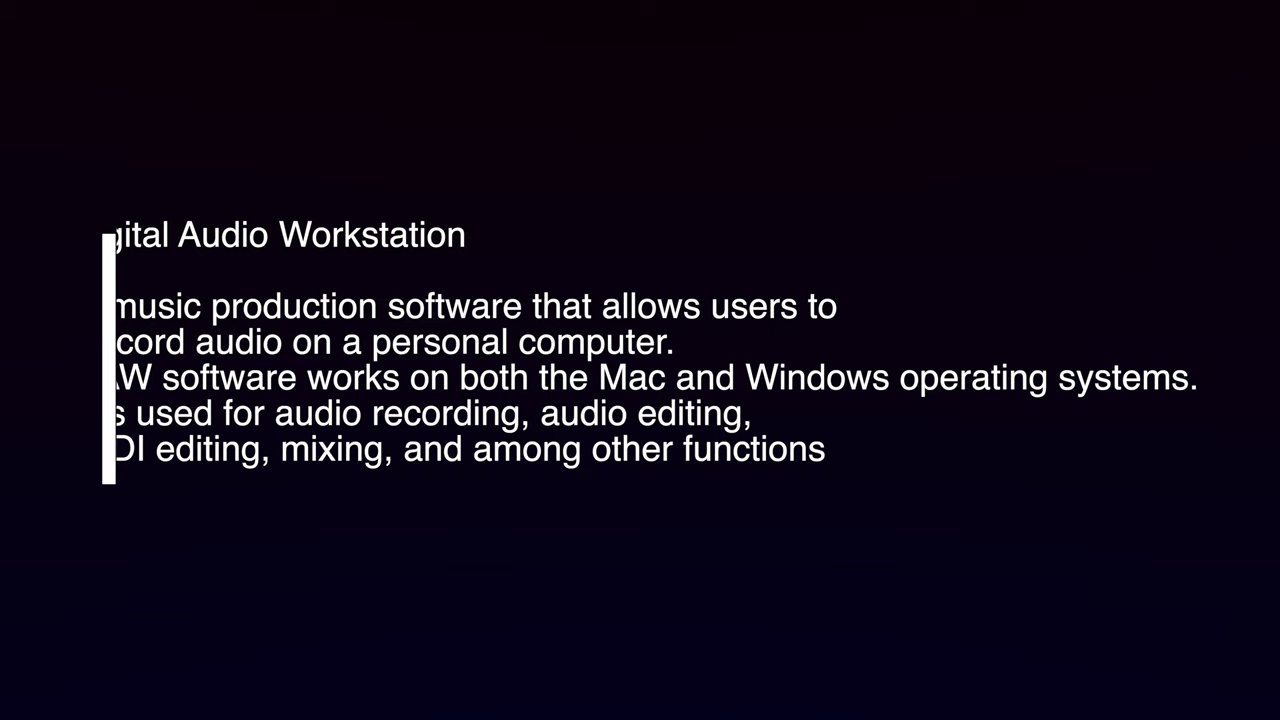 gital Audio Workstation
music production software that allows users to
cord audio on a personal computer.
W software works on both the Mac and Windows operating systems.
s used for audio recording, audio editing,
DI editing, mixing, and among other functions